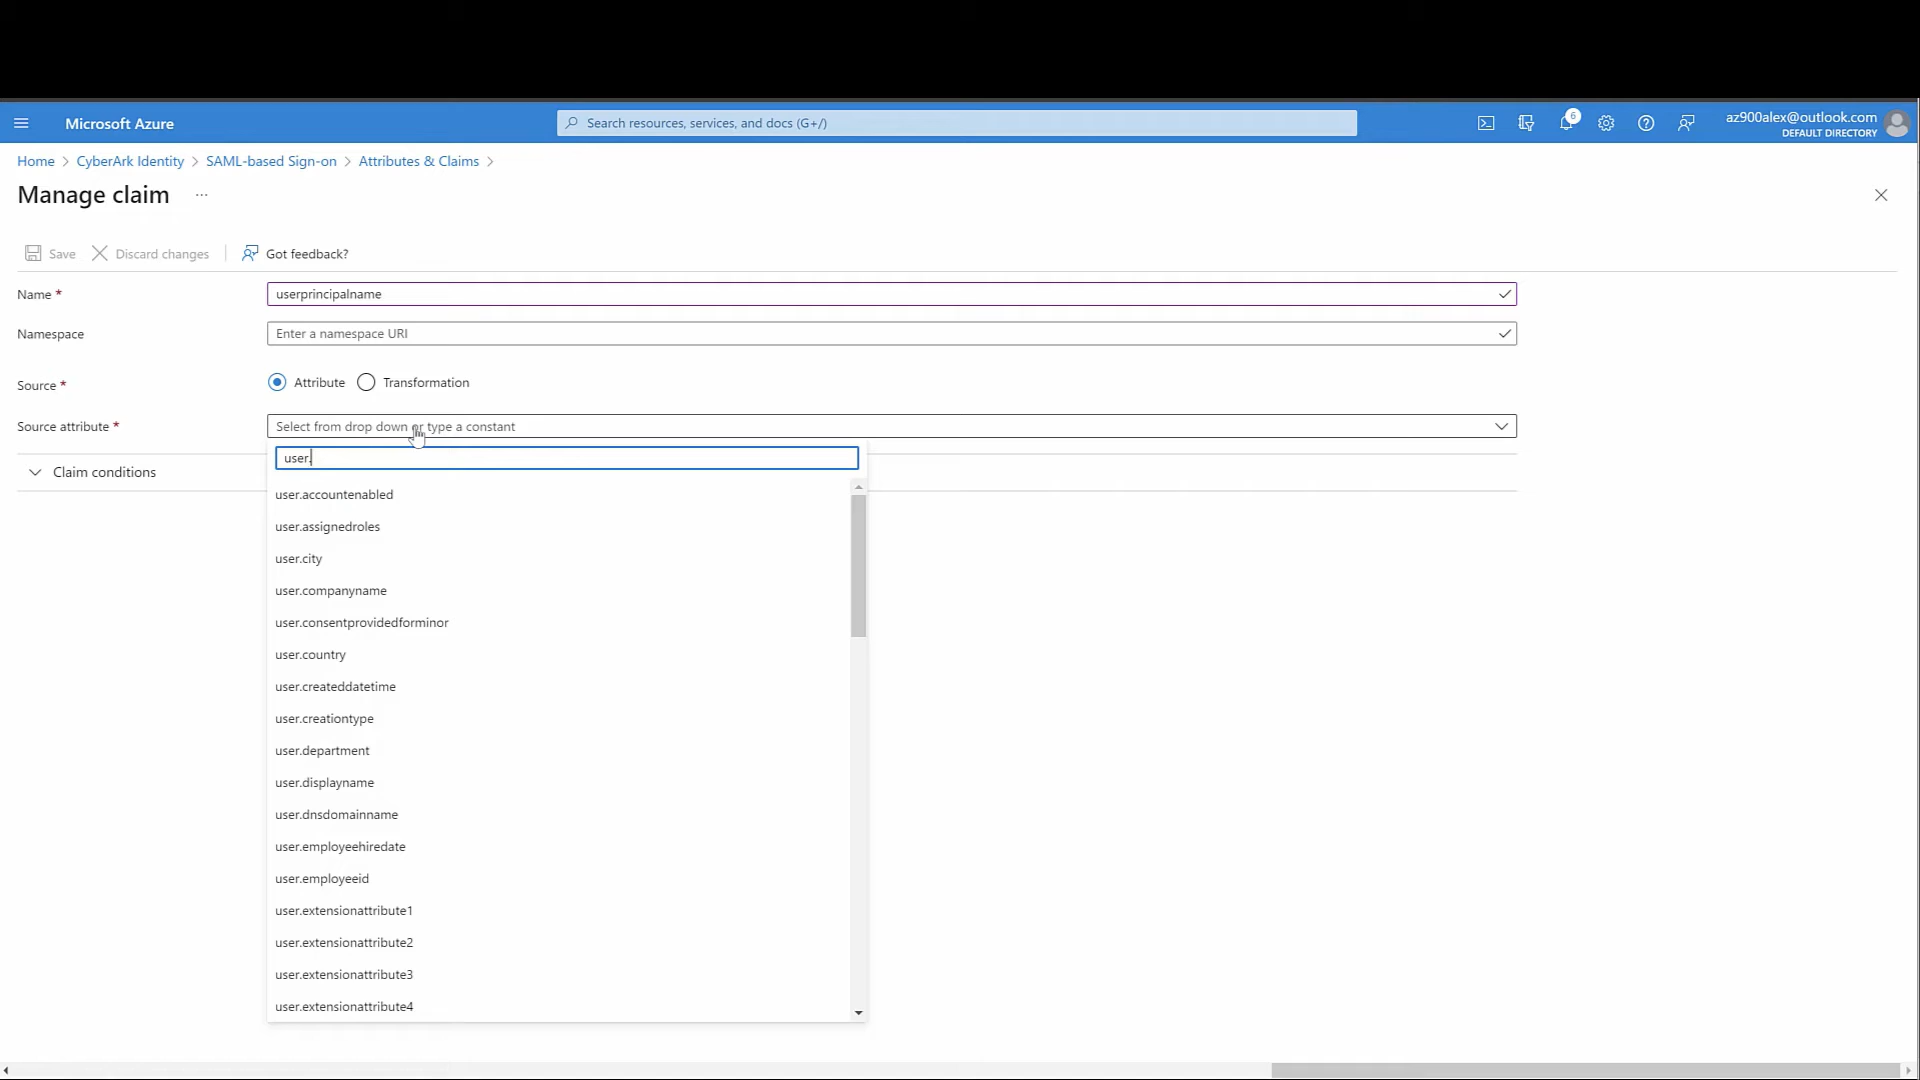 Microsoft Azure
Search resources, services, and docs (G+/)
6
az900alex@outlook.com
DEFAULT DIRECTORY
Home > CyberArk Identity > SAML-based Sign-on > Attributes & Claims >
Manage claim ...
Save
Discard changes
Got feedback?
Name *
userprincipalname
Namespace
Enter a namespace URI
Source *
Attribute
Transformation
Source attribute *
Select from drop down or type a constant
user.
Claim conditions
user.accountenabled
user.assignedroles
user.city
user.companyname
user.consentprovidedforminor
user.country
user.createddatetime
user.creationtype
user.department
user.displayname
user.dnsdomainname
user.employeehiredate
user.employeeid
user.extensionattribute1
user.extensionattribute2
user.extensionattribute3
user.extensionattribute4